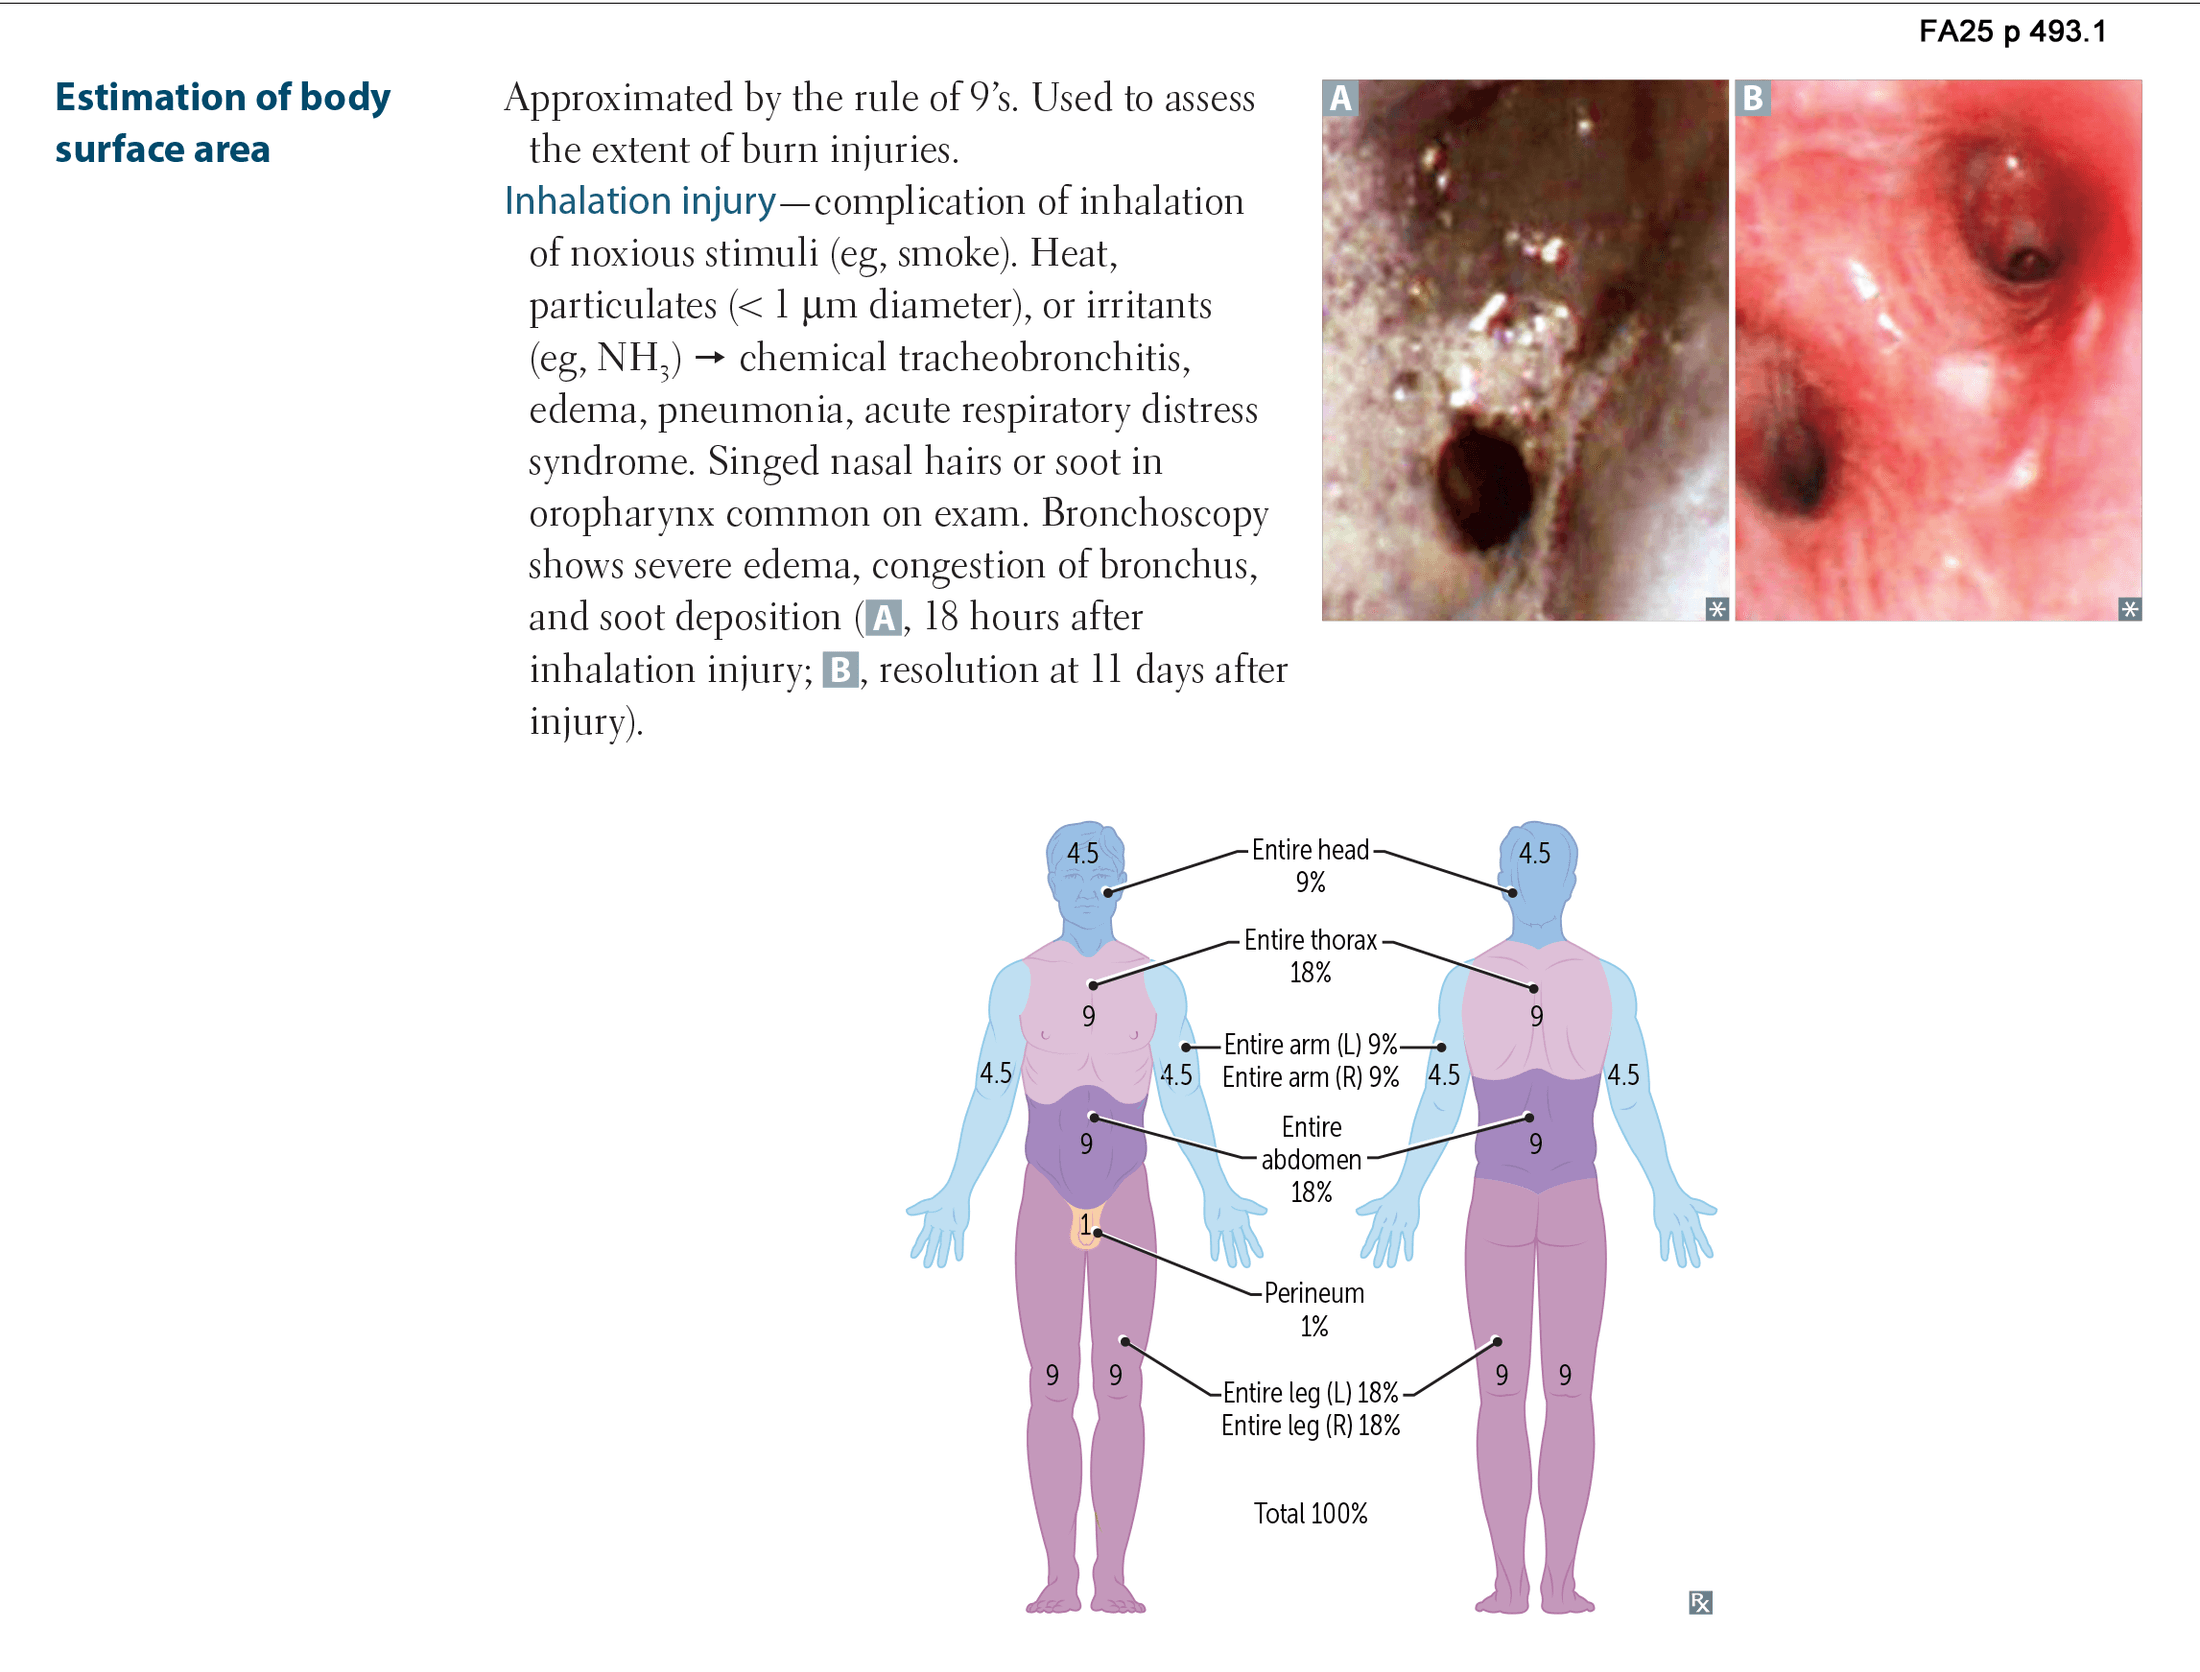 FA25 p 493.1
Estimation of body
surface area
Approximated by the rule of 9’s. Used to assess
the extent of burn injuries.
Inhalation injury—complication of inhalation
of noxious stimuli (eg, smoke). Heat,
particulates (< 1 μm diameter), or irritants
(eg, NH₃) → chemical tracheobronchitis,
edema, pneumonia, acute respiratory distress
syndrome. Singed nasal hairs or soot in
oropharynx common on exam. Bronchoscopy
shows severe edema, congestion of bronchus,
and soot deposition (A, 18 hours after
inhalation injury; B, resolution at 11 days after
injury).
A
B
*
*
4.5
Entire head
9%
4.5
Entire thorax
18%
9
9
Entire arm (L) 9%
Entire arm (R) 9%
4.5
4.5
4.5
4.5
Entire
abdomen
18%
9
9
1
Perineum
1%
9
9
9
9
Entire leg (L) 18%
Entire leg (R) 18%
Total 100%
Rx